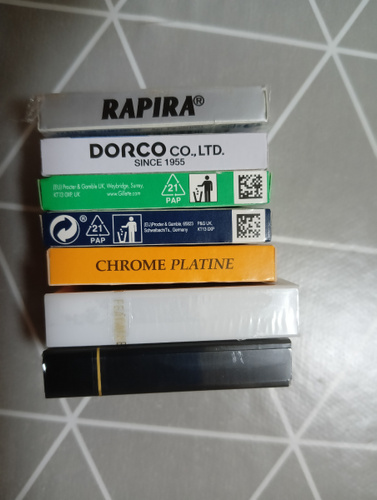 RAPIRA®
DORCO CO.,LTD.
SINCE 1955
(EU) Procter & Gamble UK, Weybridge, Surrey,
KT13 0XP, UK www.Gillette.com
21
PAP
21
PAP
(EU)Procter & Gamble, 66823
Schwalbach/Ts., Germany
P&G UK,
KT13 0XP
CHROME PLATINE